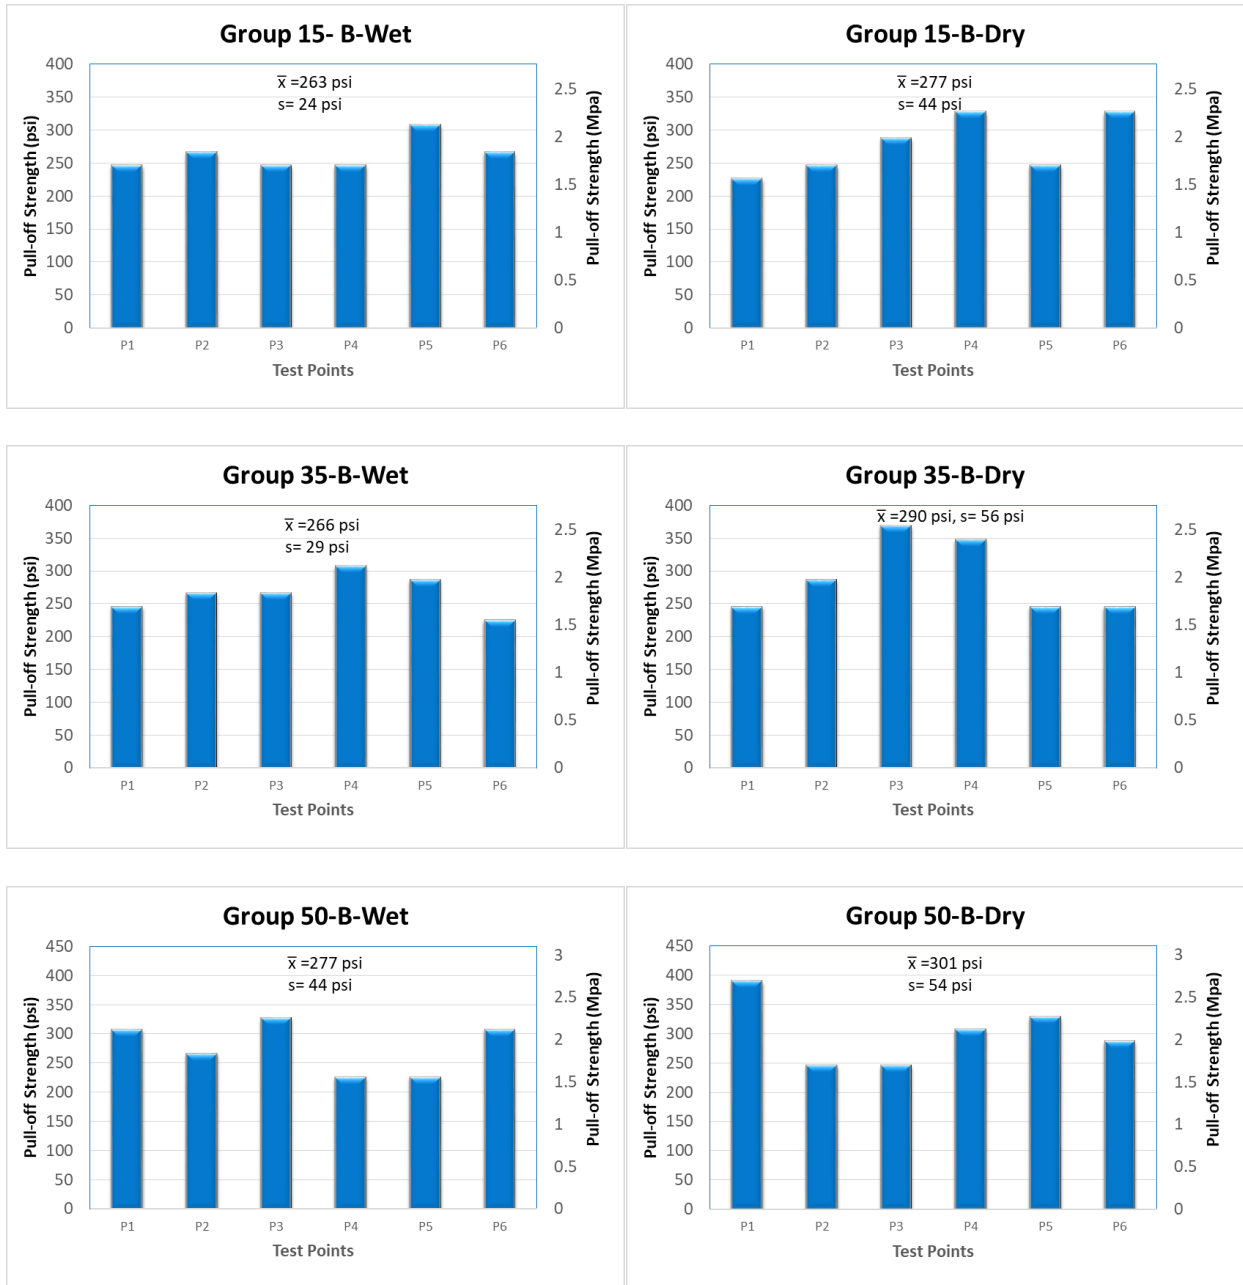 Group 15- B-Wet
x̅ =263 psi
s= 24 psi
Pull-off Strength (psi)
400
350
300
250
200
150
100
50
0
Pull-off Strength (Mpa)
2.5
2
1.5
1
0.5
0
P1 P2 P3 P4 P5 P6
Test Points
Group 15-B-Dry
x̅ =277 psi
s= 44 psi
Pull-off Strength (psi)
400
350
300
250
200
150
100
50
0
Pull-off Strength (Mpa)
2.5
2
1.5
1
0.5
0
P1 P2 P3 P4 P5 P6
Test Points
Group 35-B-Wet
x̅ =266 psi
s= 29 psi
Pull-off Strength (psi)
400
350
300
250
200
150
100
50
0
Pull-off Strength (Mpa)
2.5
2
1.5
1
0.5
0
P1 P2 P3 P4 P5 P6
Test Points
Group 35-B-Dry
x̅ =290 psi, s= 56 psi
Pull-off Strength (psi)
400
350
300
250
200
150
100
50
0
Pull-off Strength (Mpa)
2.5
2
1.5
1
0.5
0
P1 P2 P3 P4 P5 P6
Test Points
Group 50-B-Wet
x̅ =277 psi
s= 44 psi
Pull-off Strength (psi)
450
400
350
300
250
200
150
100
50
0
Pull-off Strength (Mpa)
3
2.5
2
1.5
1
0.5
0
P1 P2 P3 P4 P5 P6
Test Points
Group 50-B-Dry
x̅ =301 psi
s= 54 psi
Pull-off Strength (psi)
450
400
350
300
250
200
150
100
50
0
Pull-off Strength (Mpa)
3
2.5
2
1.5
1
0.5
0
P1 P2 P3 P4 P5 P6
Test Points